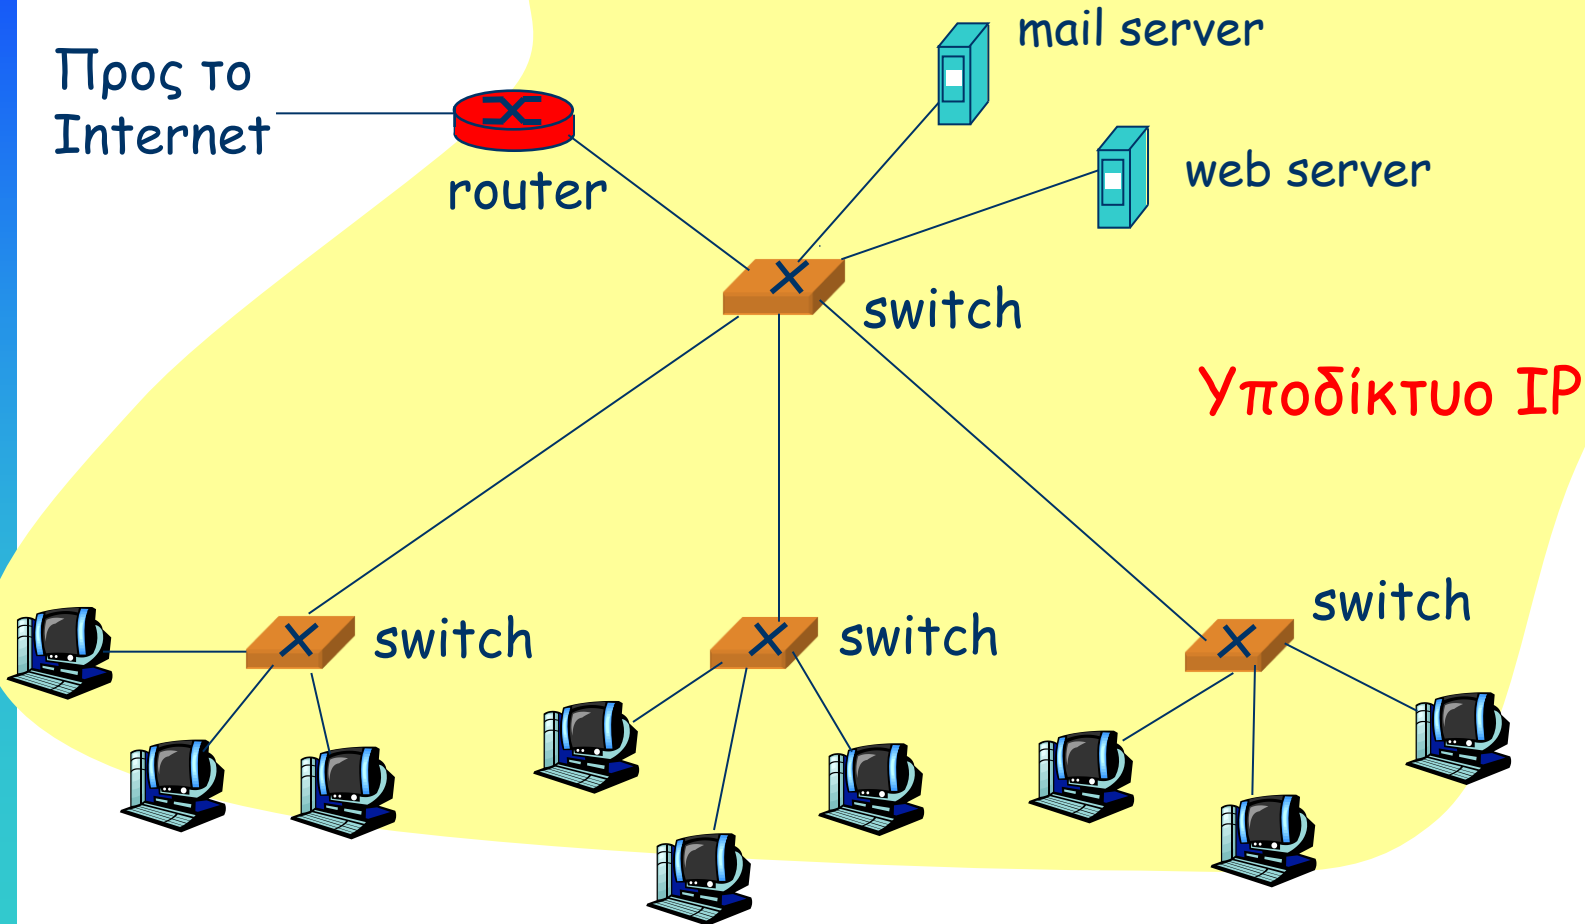 mail server
Προς το
Internet
web server
router
switch
Υποδίκτυο IP
switch
switch
switch